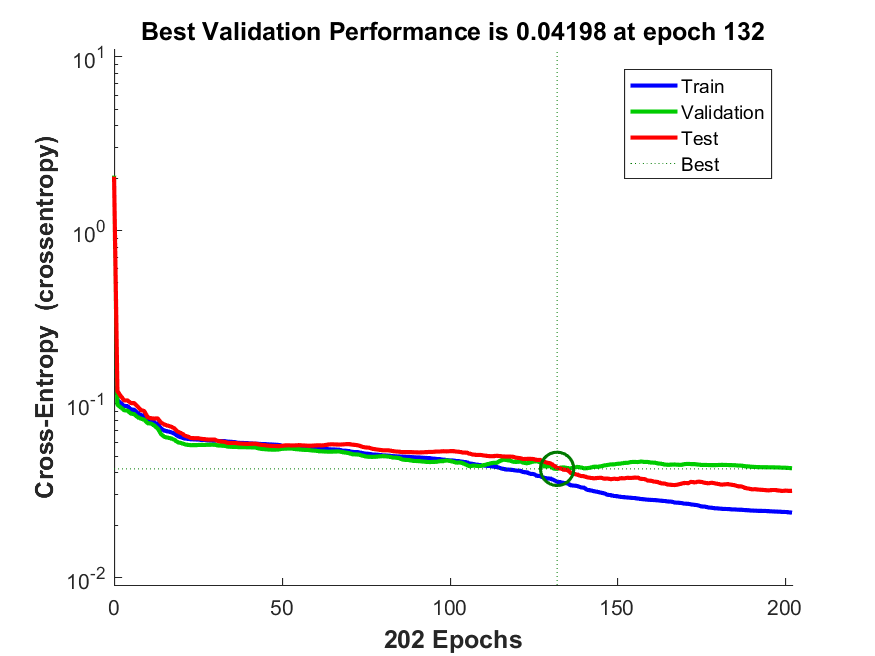 Best Validation Performance is 0.04198 at epoch 132
Cross-Entropy (crossentropy)
10^1
10^0
10^-1
10^-2
Train
Validation
Test
Best
0 50 100 150 200
202 Epochs